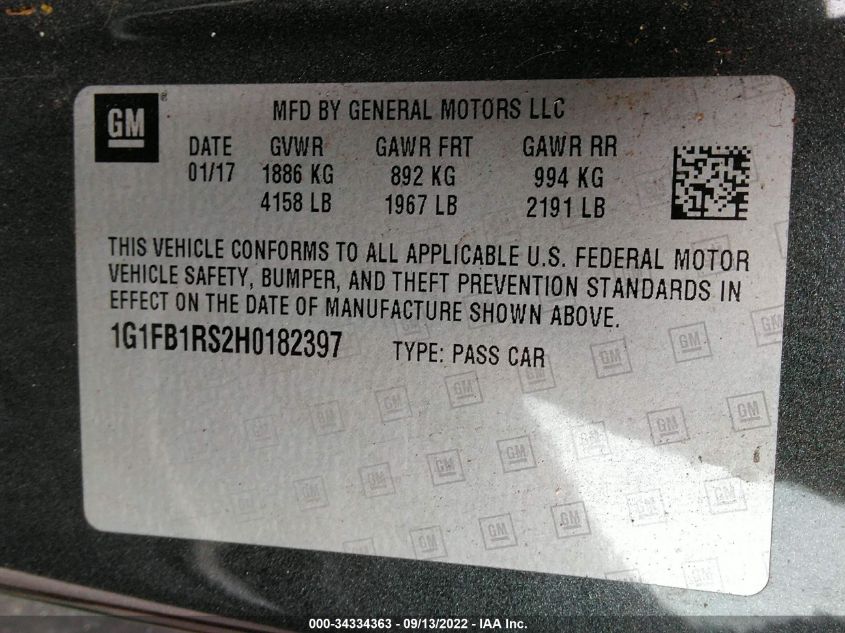 GM ®
MFD BY GENERAL MOTORS LLC
DATE GVWR GAWR FRT GAWR RR
01/17 1886 KG 892 KG 994 KG
4158 LB 1967 LB 2191 LB
THIS VEHICLE CONFORMS TO ALL APPLICABLE U.S. FEDERAL MOTOR
VEHICLE SAFETY, BUMPER, AND THEFT PREVENTION STANDARDS IN
EFFECT ON THE DATE OF MANUFACTURE SHOWN ABOVE.
1G1FB1RS2H0182397 TYPE: PASS CAR
000-34334363 - 09/13/2022 - IAA Inc.